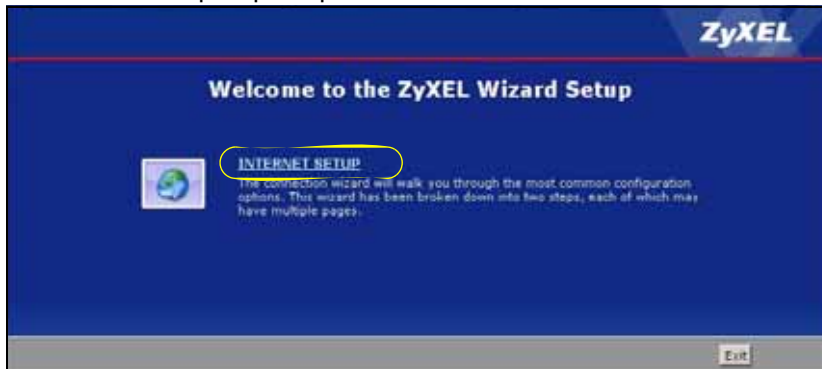 ZyXEL
Welcome to the ZyXEL Wizard Setup
INTERNET SETUP
The connection wizard will walk you through the most common configuration
options. This wizard has been broken down into two steps, each of which may
have multiple pages.
Exit